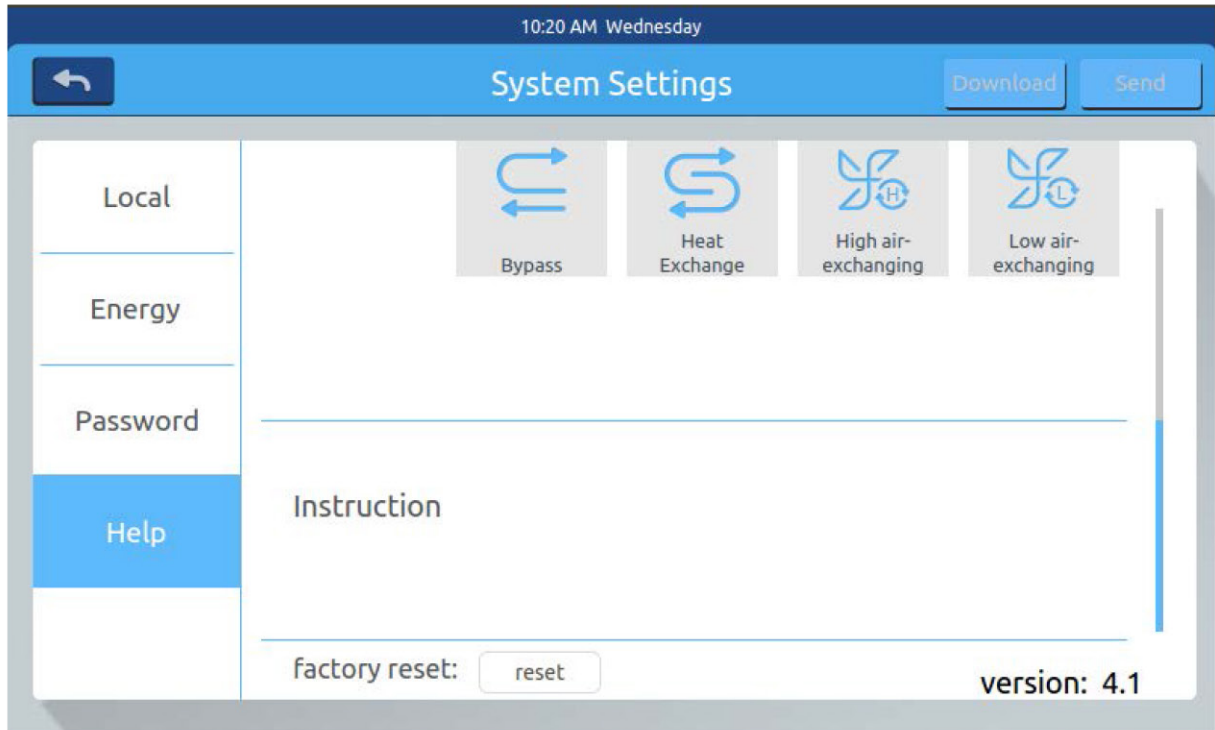 10:20 AM Wednesday
System Settings
Download
Send
Local
Energy
Password
Help
Bypass
Heat
Exchange
High air-
exchanging
H
Low air-
exchanging
L
Instruction
factory reset:
reset
version: 4.1